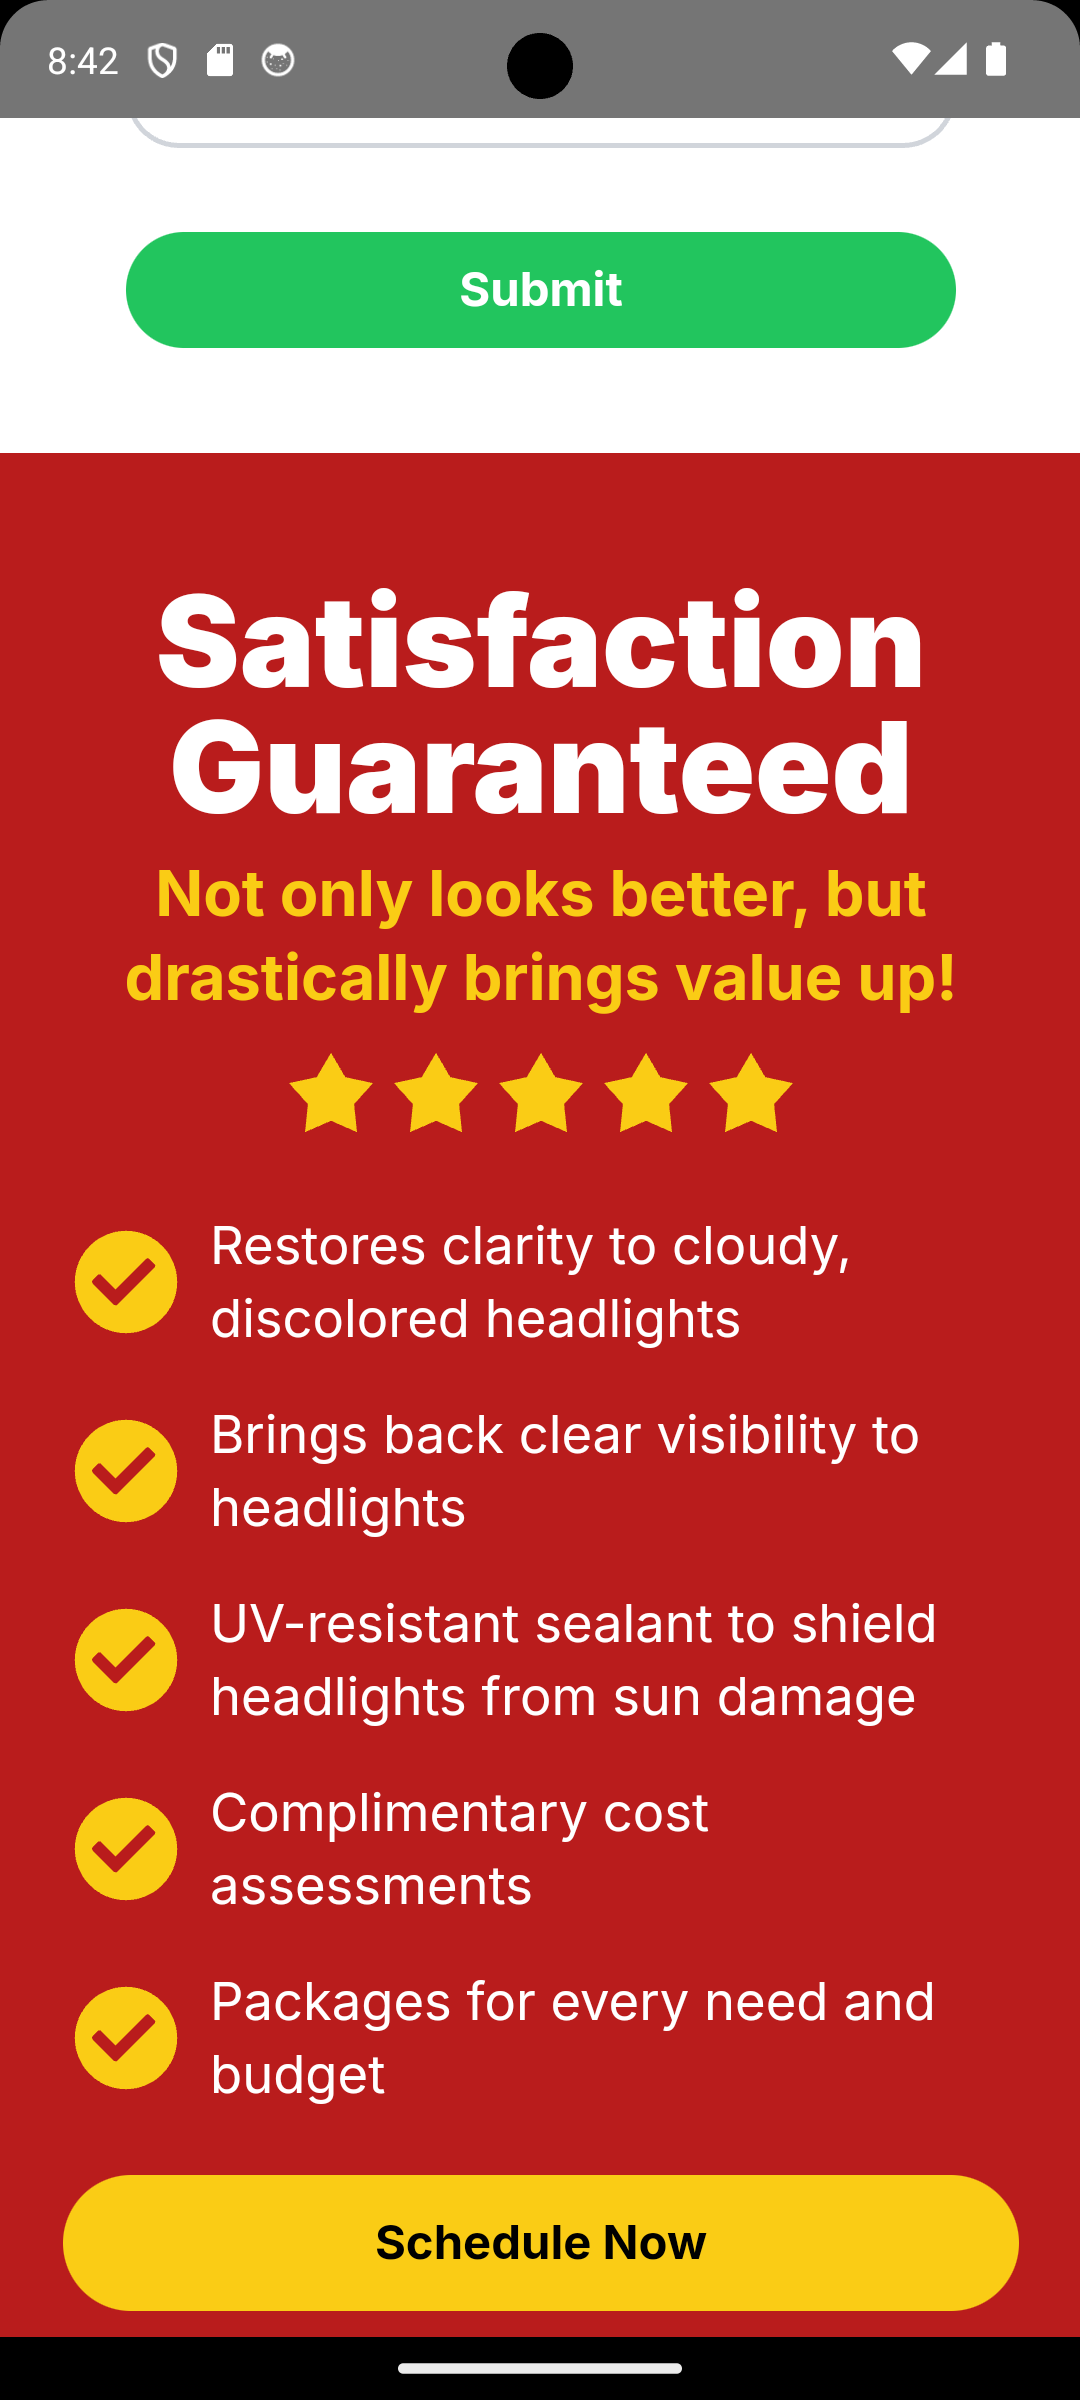 8:42
Submit
Satisfaction
Guaranteed
Not only looks better, but
drastically brings value up!
Restores clarity to cloudy,
discolored headlights
Brings back clear visibility to
headlights
UV-resistant sealant to shield
headlights from sun damage
Complimentary cost
assessments
Packages for every need and
budget
Schedule Now